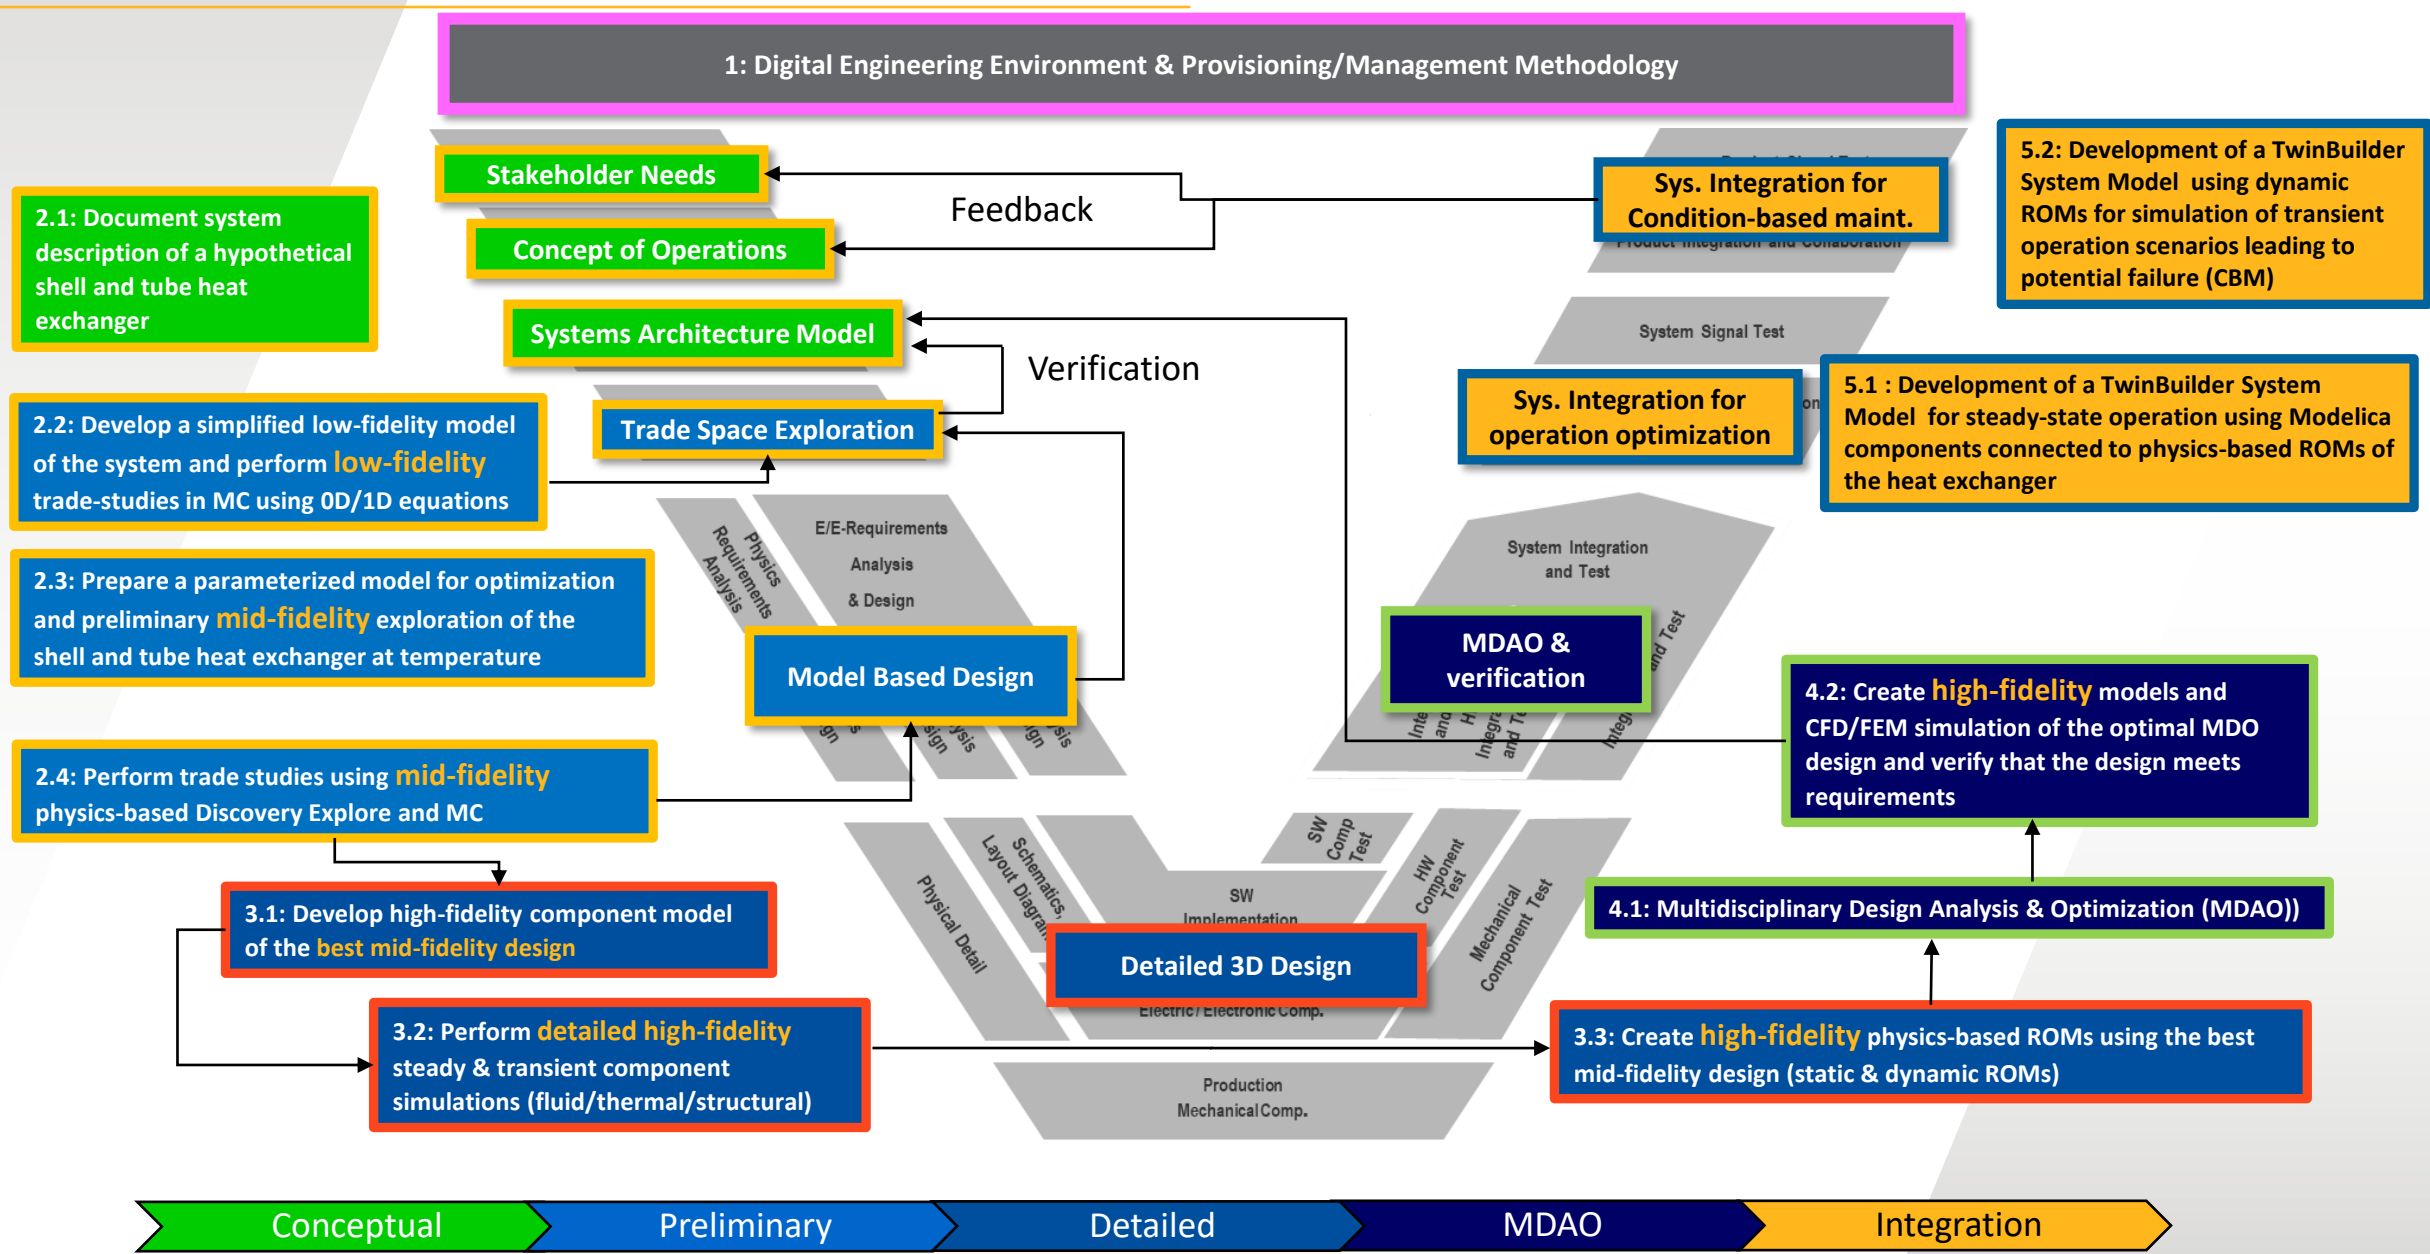 1: Digital Engineering Environment & Provisioning/Management Methodology
Stakeholder Needs
Concept of Operations
Systems Architecture Model
Trade Space Exploration
Model Based Design
Detailed 3D Design
MDAO &
verification
Sys. Integration for
operation optimization
Sys. Integration for
Condition-based maint.
Feedback
Verification
2.1: Document system
description of a hypothetical
shell and tube heat
exchanger
2.2: Develop a simplified low-fidelity model
of the system and perform low-fidelity
trade-studies in MC using 0D/1D equations
2.3: Prepare a parameterized model for optimization
and preliminary mid-fidelity exploration of the
shell and tube heat exchanger at temperature
2.4: Perform trade studies using mid-fidelity
physics-based Discovery Explore and MC
3.1: Develop high-fidelity component model
of the best mid-fidelity design
3.2: Perform detailed high-fidelity
steady & transient component
simulations (fluid/thermal/structural)
3.3: Create high-fidelity physics-based ROMs using the best
mid-fidelity design (static & dynamic ROMs)
4.1: Multidisciplinary Design Analysis & Optimization (MDAO))
4.2: Create high-fidelity models and
CFD/FEM simulation of the optimal MDO
design and verify that the design meets
requirements
5.1 : Development of a TwinBuilder System
Model for steady-state operation using Modelica
components connected to physics-based ROMs of
the heat exchanger
5.2: Development of a TwinBuilder
System Model using dynamic
ROMs for simulation of transient
operation scenarios leading to
potential failure (CBM)
Product Integration and Collaboration
System Signal Test
System Integration
and Test
and Test
Physics
Requirements
Analysis
E/E-Requirements
Analysis
& Design
Physical Detail
Schematics,
Layout Diagram
SW
Implementation
Electric / Electronic Comp.
SW
Comp
Test
HW
Component
Test
Mechanical
Component Test
Production
Mechanical Comp.
Conceptual
Preliminary
Detailed
MDAO
Integration